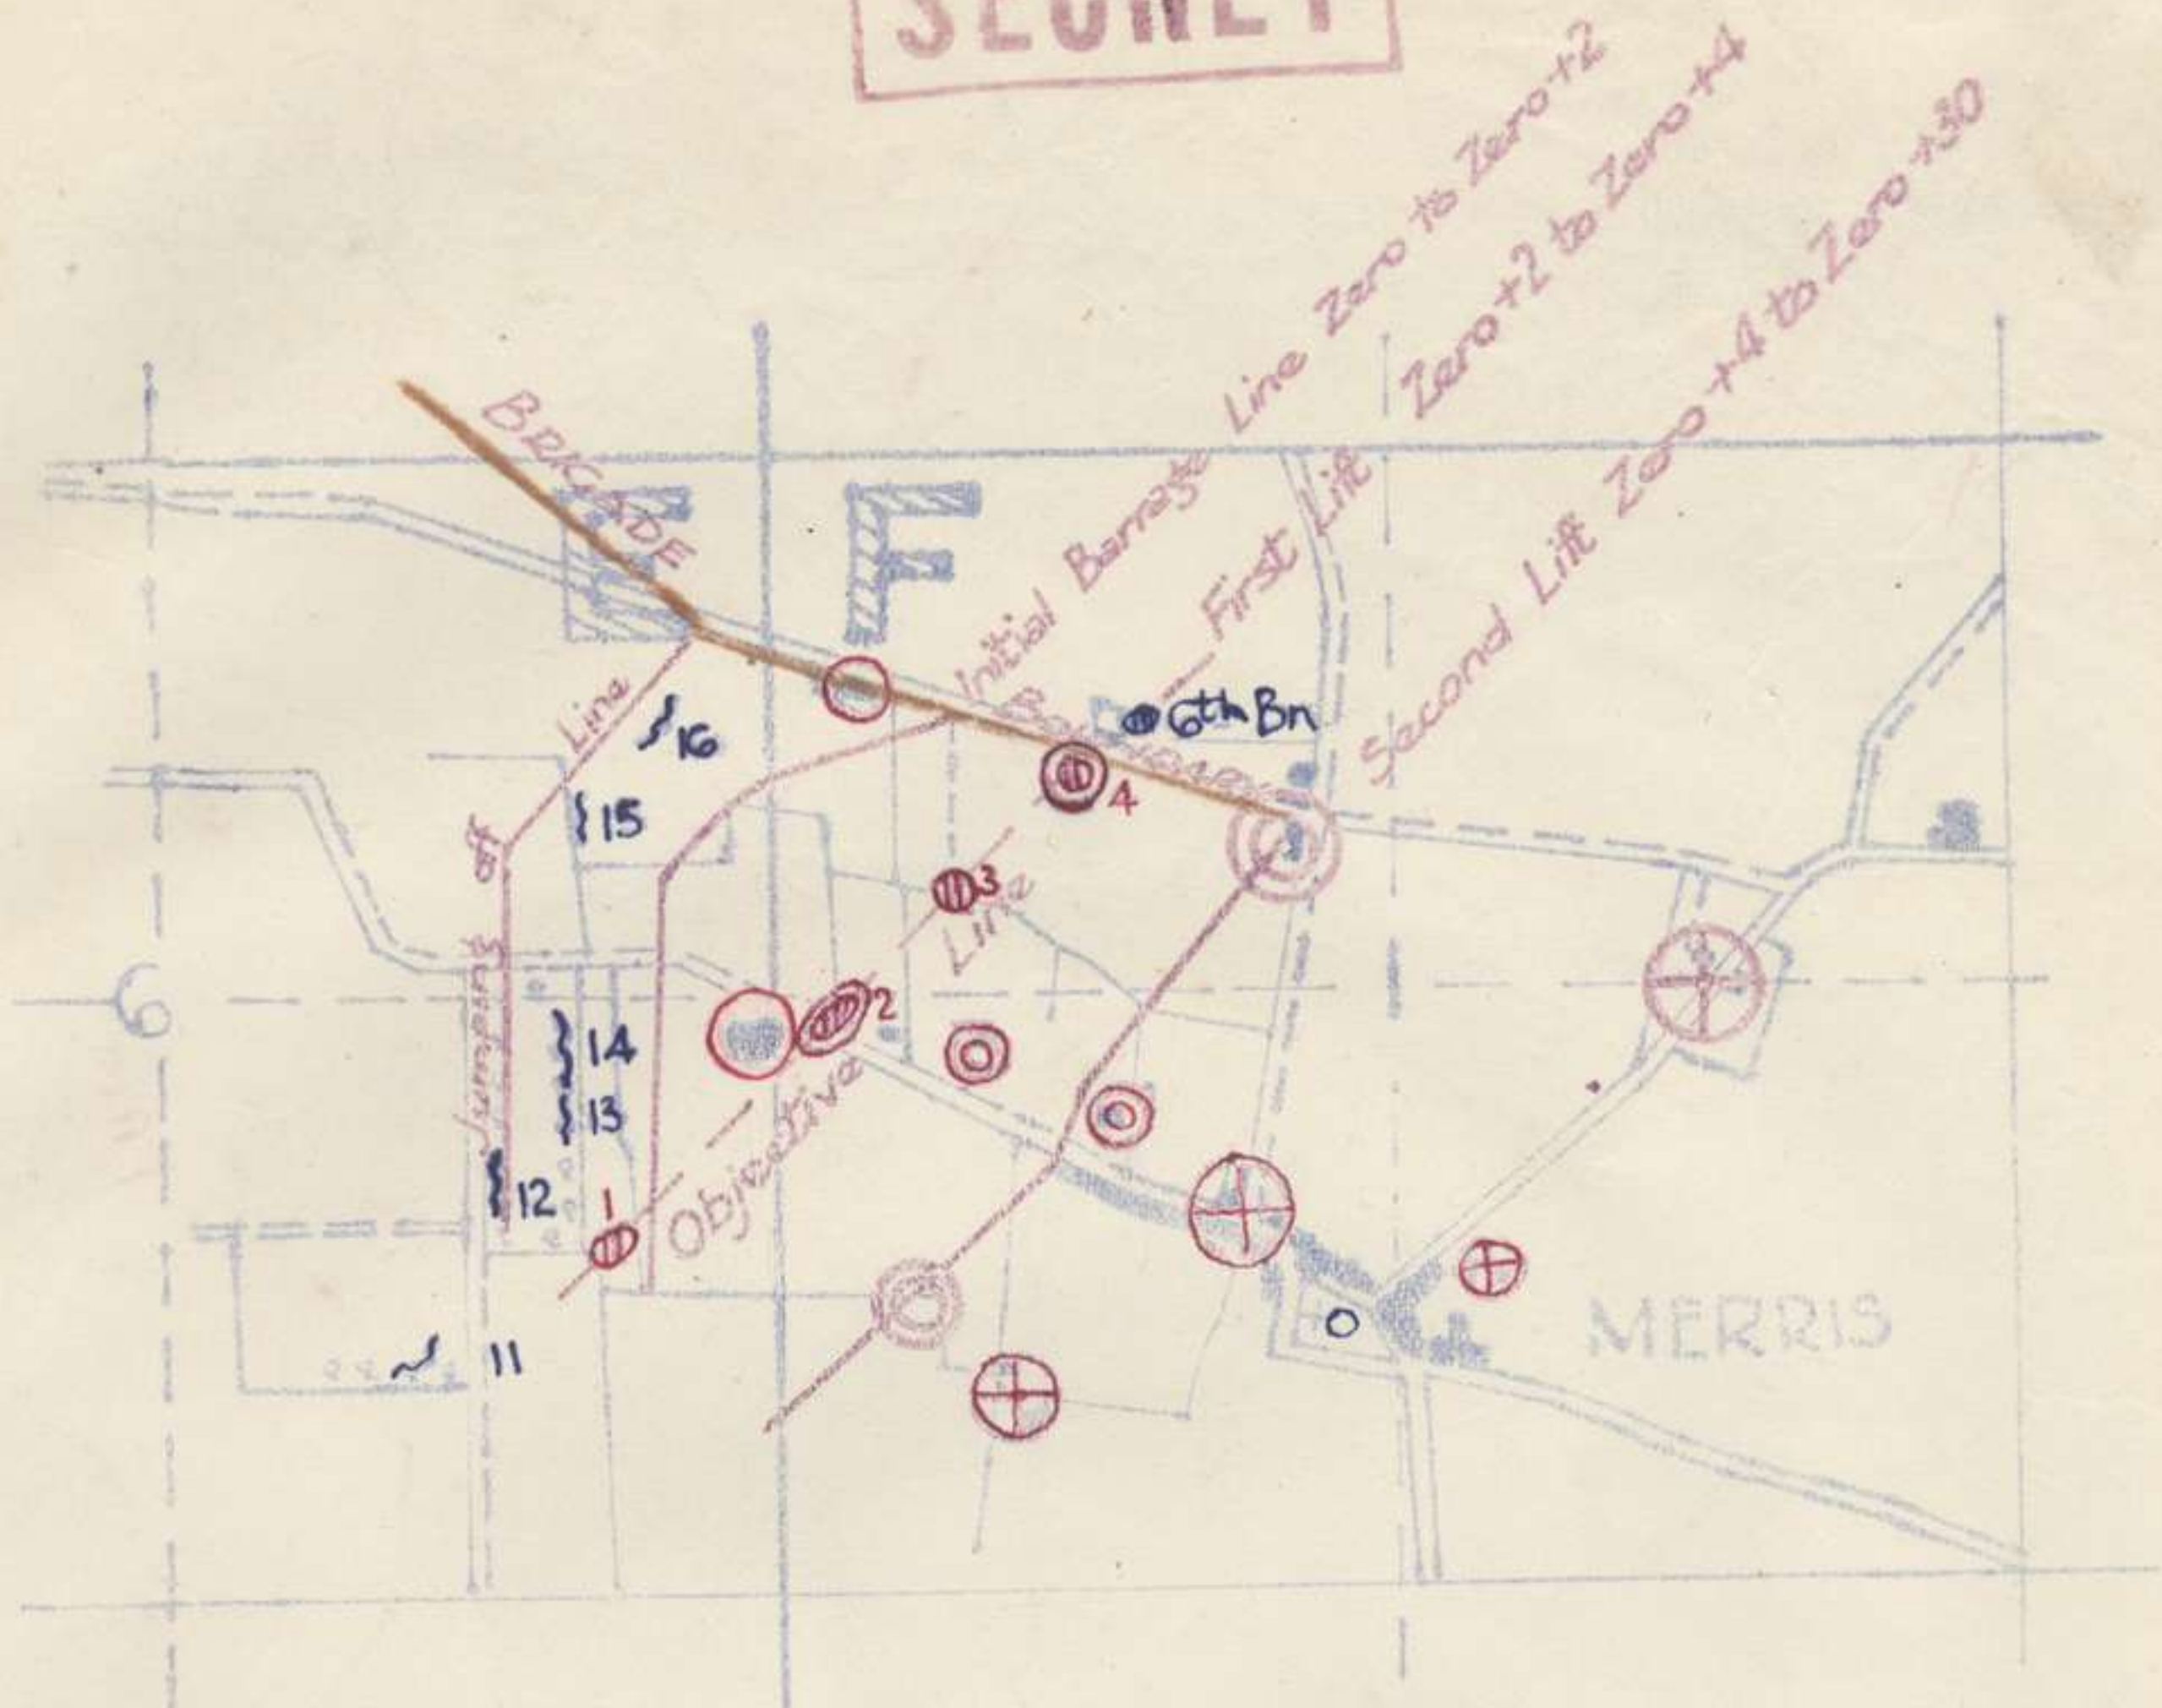 SECRET
Initial Barrage Line Zero to Zero +2
First Lift Zero +2 to Zero +4
Second Lift Zero +4 to Zero +30
BRIGADE
Boundary
E
F
6th Bn
Jumping
off
Line
16
15
14
13
12
11
4
3
2
1
Objective
Line
6
MERRIS